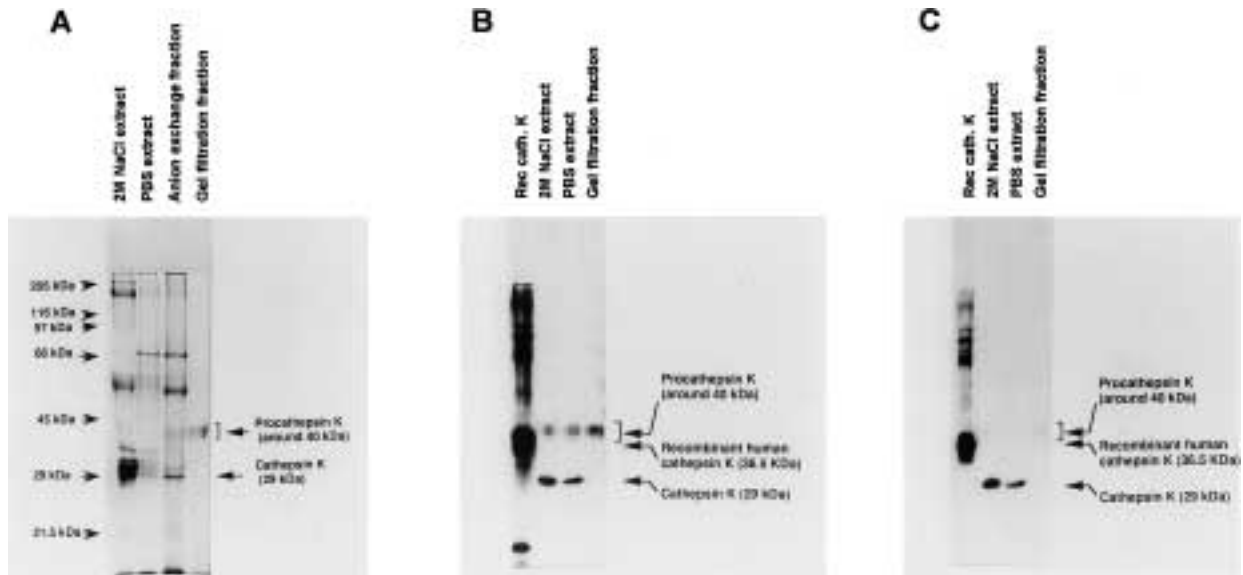 A
2M NaCl extract
PBS extract
Anion exchange fraction
Gel filtration fraction
205 kDa
116 kDa
97 kDa
66 kDa
45 kDa
29 kDa
21.5 kDa
Procathepsin K
(around 40 kDa)
Cathepsin K
(29 kDa)
B
Rec cath. K
2M NaCl extract
PBS extract
Gel filtration fraction
Procathepsin K
(around 40 kDa)
Recombinant human
cathepsin K (36.5 KDa)
Cathepsin K (29 kDa)
C
Rec cath. K
2M NaCl extract
PBS extract
Gel filtration fraction
Procathepsin K
(around 40 kDa)
Recombinant human
cathepsin K (36.5 KDa)
Cathepsin K (29 kDa)